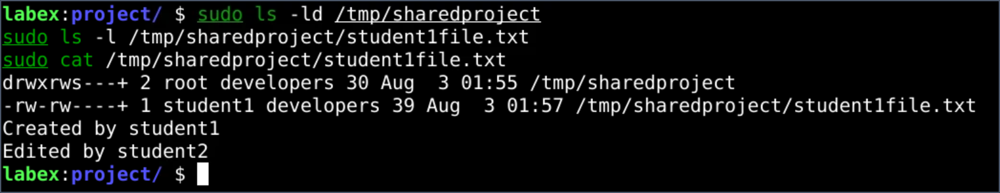 labex:project/ $ sudo ls -ld /tmp/sharedproject
sudo ls -l /tmp/sharedproject/student1file.txt
sudo cat /tmp/sharedproject/student1file.txt
drwxrws---+ 2 root developers 30 Aug  3 01:55 /tmp/sharedproject
-rw-rw----+ 1 student1 developers 39 Aug  3 01:57 /tmp/sharedproject/student1file.txt
Created by student1
Edited by student2
labex:project/ $